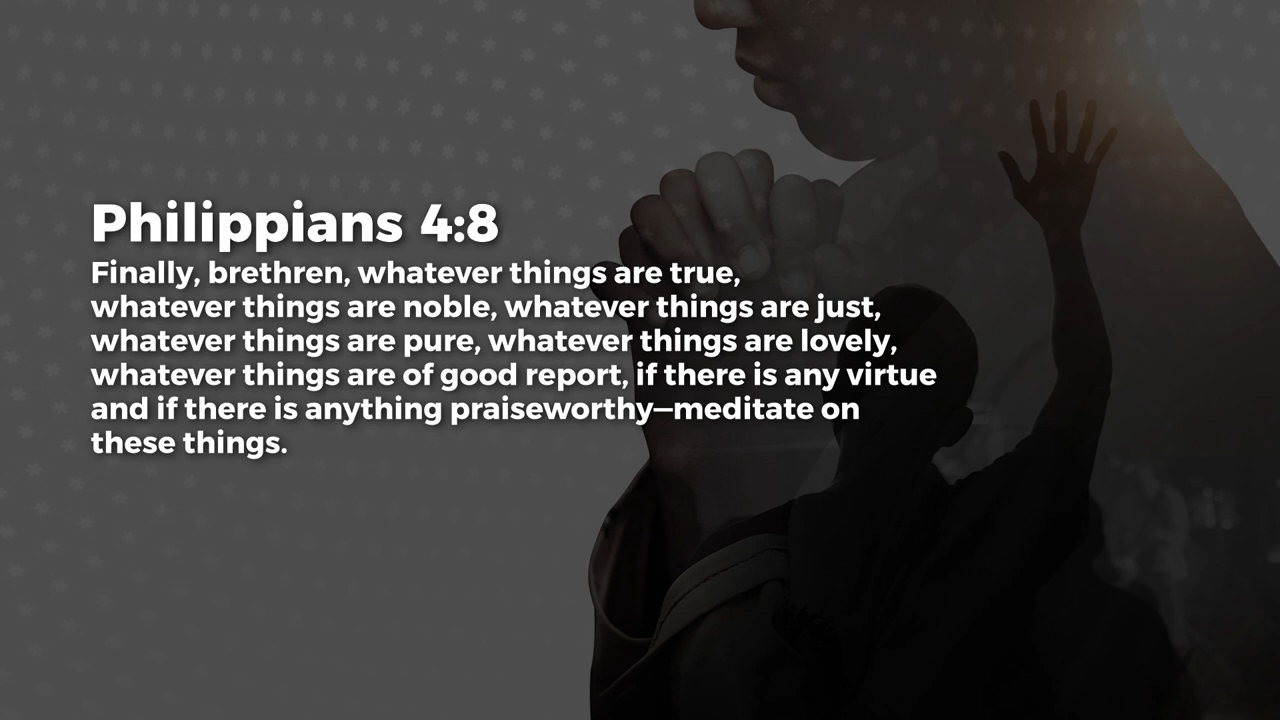 Philippians 4:8
Finally, brethren, whatever things are true,
whatever things are noble, whatever things are just,
whatever things are pure, whatever things are lovely,
whatever things are of good report, if there is any virtue
and if there is anything praiseworthy—meditate on
these things.